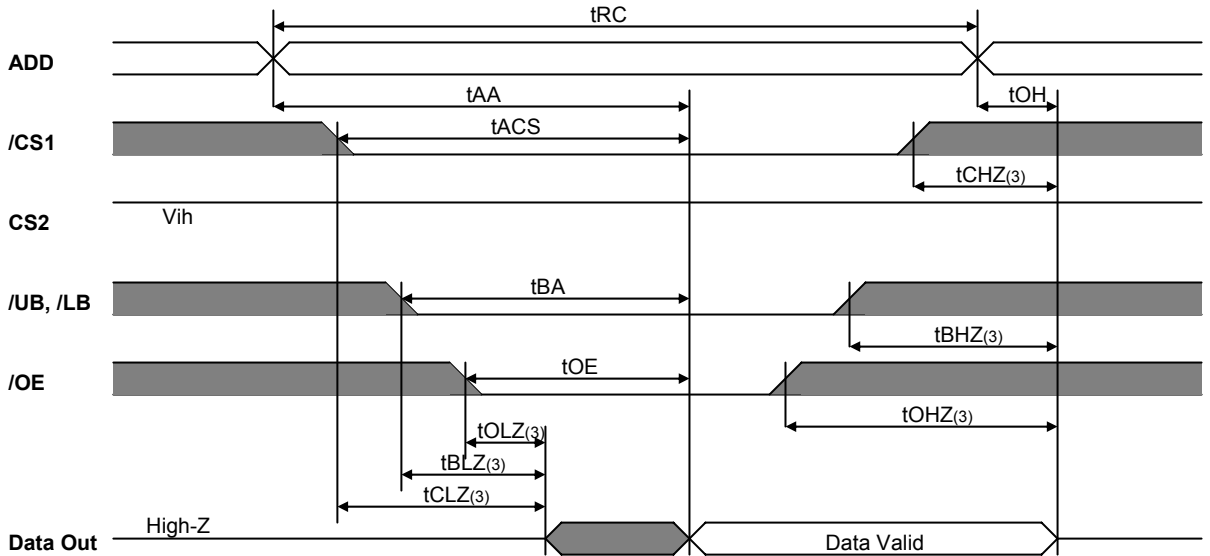 tRC
ADD
tAA
tOH
/CS1
tACS
tCHZ(3)
CS2
Vih
/UB, /LB
tBA
tBHZ(3)
/OE
tOE
tOHZ(3)
tOLZ(3)
tBLZ(3)
tCLZ(3)
Data Out
High-Z
Data Valid